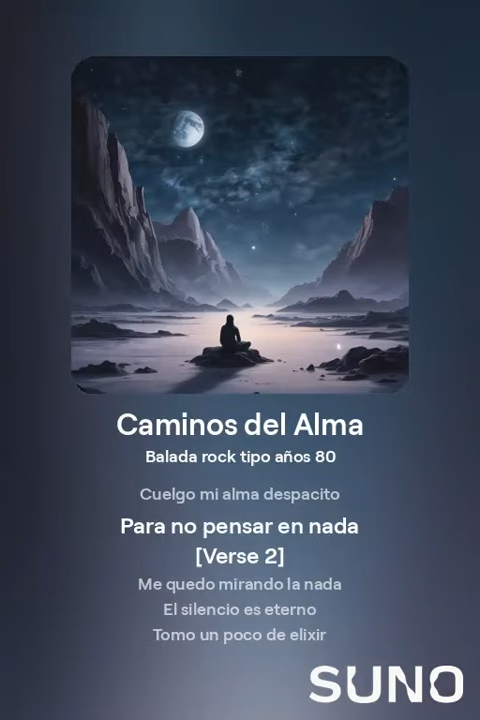 Caminos del Alma
Balada rock tipo años 80
Cuelgo mi alma despacito
Para no pensar en nada
[Verse 2]
Me quedo mirando la nada
El silencio es eterno
Tomo un poco de elixir
SUNO